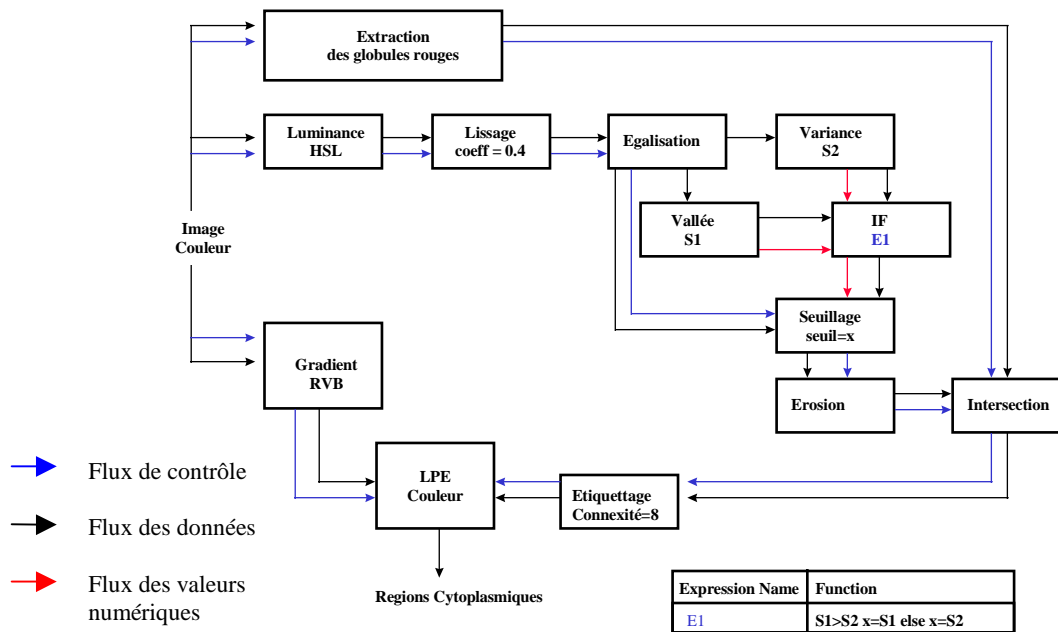 Extraction
des globules rouges
Luminance
HSL
Lissage
coeff = 0.4
Egalisation
Variance
S2
Vallée
S1
IF
E1
Image
Couleur
Seuillage
seuil=x
Gradient
RVB
Erosion
Intersection
LPE
Couleur
Etiquettage
Connexité=8
Regions Cytoplasmiques
Flux de contrôle
Flux des données
Flux des valeurs
numériques
Expression Name Function
E1 S1>S2 x=S1 else x=S2